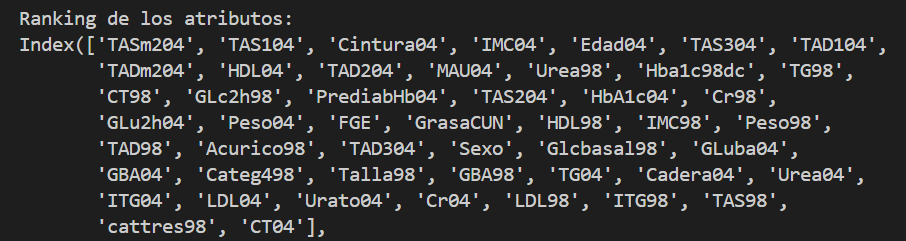 Ranking de los atributos:
Index(['TASm204', 'TAS104', 'Cintura04', 'IMC04', 'Edad04', 'TAS304', 'TAD104',
'TADm204', 'HDL04', 'TAD204', 'MAU04', 'Urea98', 'Hba1c98dc', 'TG98',
'CT98', 'GLc2h98', 'PrediabHb04', 'TAS204', 'HbA1c04', 'Cr98',
'GLu2h04', 'Peso04', 'FGE', 'GrasaCUN', 'HDL98', 'IMC98', 'Peso98',
'TAD98', 'Acurico98', 'TAD304', 'Sexo', 'Glcbasal98', 'GLuba04',
'GBA04', 'Categ498', 'Talla98', 'GBA98', 'TG04', 'Cadera04', 'Urea04',
'ITG04', 'LDL04', 'Urato04', 'Cr04', 'LDL98', 'ITG98', 'TAS98',
'cattres98', 'CT04'],